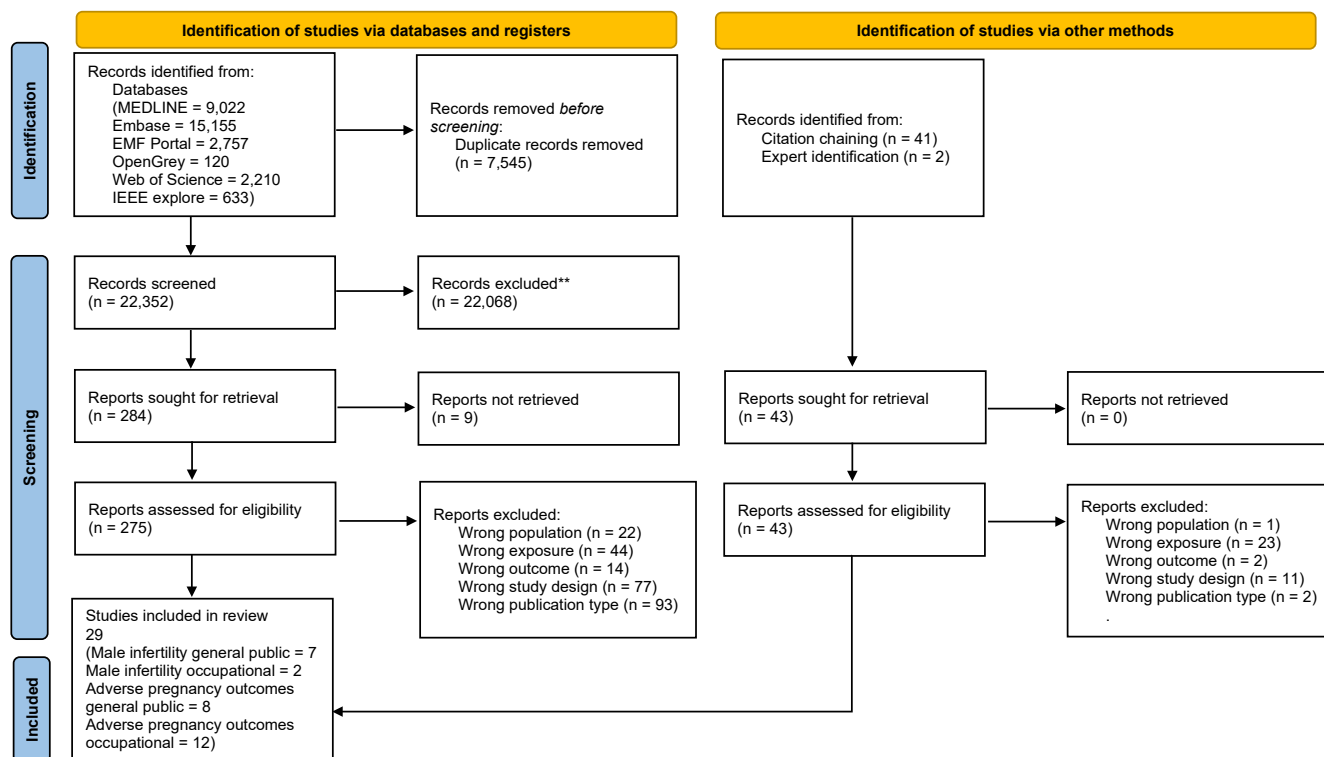 Identification of studies via databases and registers
Identification of studies via other methods
Identification
Records identified from:
Databases
(MEDLINE = 9,022
Embase = 15,155
EMF Portal = 2,757
OpenGrey = 120
Web of Science = 2,210
IEEE explore = 633)
Records removed before
screening:
Duplicate records removed
(n = 7,545)
Records identified from:
Citation chaining (n = 41)
Expert identification (n = 2)
Screening
Records screened
(n = 22,352)
Records excluded**
(n = 22,068)
Reports sought for retrieval
(n = 284)
Reports not retrieved
(n = 9)
Reports sought for retrieval
(n = 43)
Reports not retrieved
(n = 0)
Reports assessed for eligibility
(n = 275)
Reports excluded:
Wrong population (n = 22)
Wrong exposure (n = 44)
Wrong outcome (n = 14)
Wrong study design (n = 77)
Wrong publication type (n = 93)
Reports assessed for eligibility
(n = 43)
Reports excluded:
Wrong population (n = 1)
Wrong exposure (n = 23)
Wrong outcome (n = 2)
Wrong study design (n = 11)
Wrong publication type (n = 2)
.
Included
Studies included in review
29
(Male infertility general public = 7
Male infertility occupational = 2
Adverse pregnancy outcomes
general public = 8
Adverse pregnancy outcomes
occupational = 12)